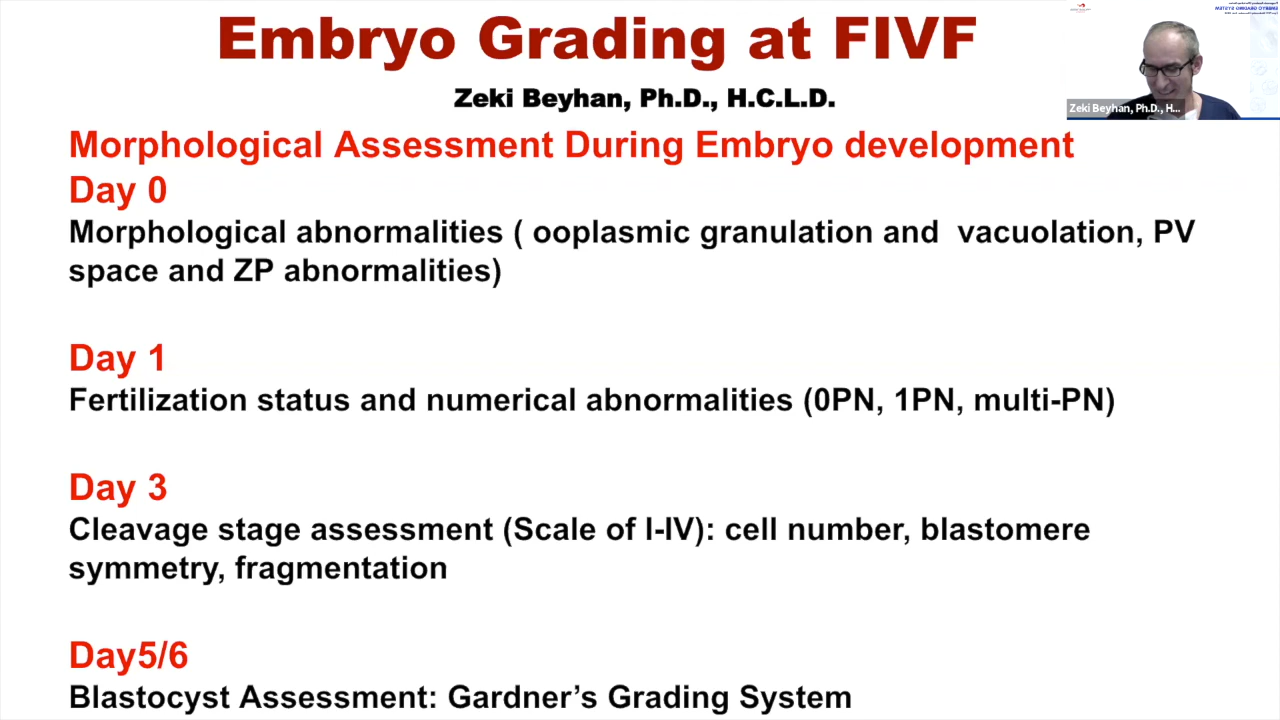 Embryo Grading at FIVF
Zeki Beyhan, Ph.D., H.C.L.D.
Zeki Beyhan, Ph.D., H...
Morphological Assessment During Embryo development
Day 0
Morphological abnormalities ( ooplasmic granulation and  vacuolation, PV
space and ZP abnormalities)
Day 1
Fertilization status and numerical abnormalities (0PN, 1PN, multi-PN)
Day 3
Cleavage stage assessment (Scale of I-IV): cell number, blastomere
symmetry, fragmentation
Day5/6
Blastocyst Assessment: Gardner’s Grading System